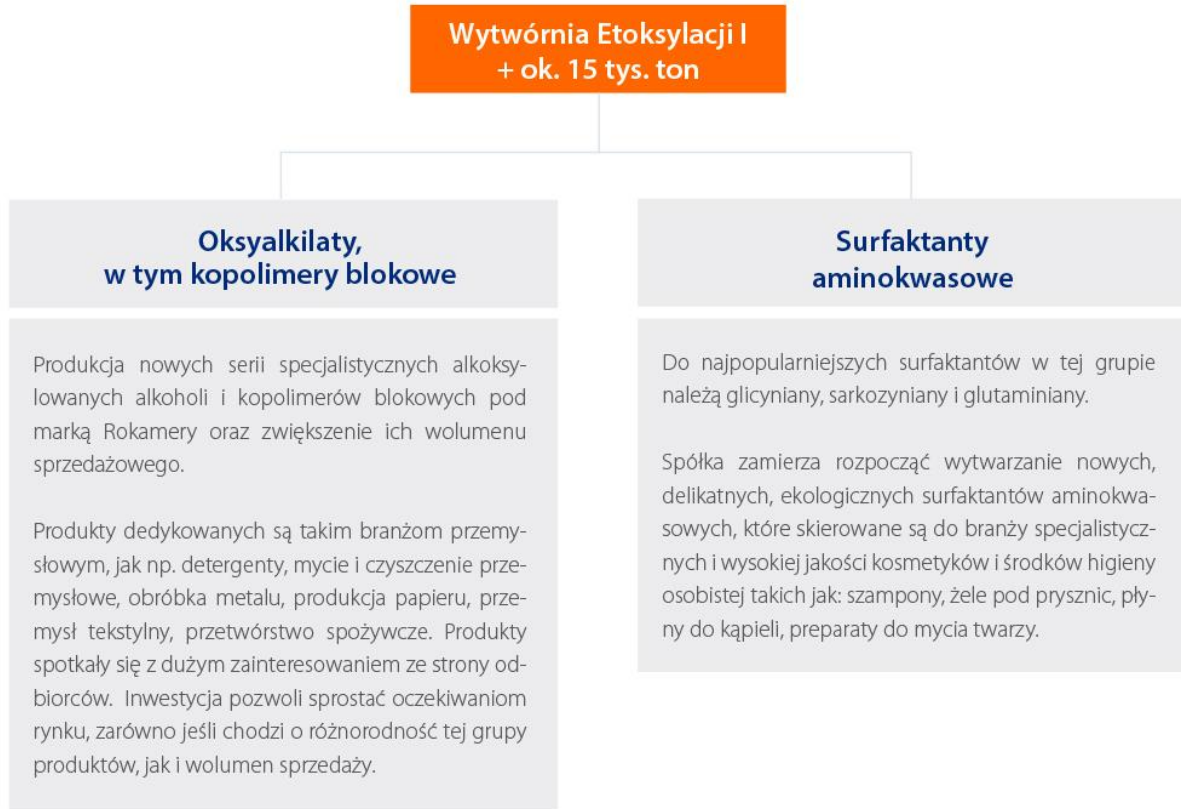 Wytwórnia Etoksylacji I
+ ok. 15 tys. ton
Oksyalkilaty,
w tym kopolimery blokowe
Produkcja nowych serii specjalistycznych alkoksy-
lowanych alkoholi i kopolimerów blokowych pod
marką Rokamery oraz zwiększenie ich wolumenu
sprzedażowego.
Produkty dedykowanych są takim branżom przemy-
słowym, jak np. detergenty, mycie i czyszczenie prze-
mysłowe, obróbka metalu, produkcja papieru, prze-
mysł tekstylny, przetwórstwo spożywcze. Produkty
spotkały się z dużym zainteresowaniem ze strony od-
biorców. Inwestycja pozwoli sprostać oczekiwaniom
rynku, zarówno jeśli chodzi o różnorodność tej grupy
produktów, jak i wolumen sprzedaży.
Surfaktanty
aminokwasowe
Do najpopularniejszych surfaktantów w tej grupie
należą glicyniany, sarkozyniany i glutaminiany.
Spółka zamierza rozpocząć wytwarzanie nowych,
delikatnych, ekologicznych surfaktantów aminokwa-
sowych, które skierowane są do branży specjalistycz-
nych i wysokiej jakości kosmetyków i środków higieny
osobistej takich jak: szampony, żele pod prysznic, pły-
ny do kąpieli, preparaty do mycia twarzy.